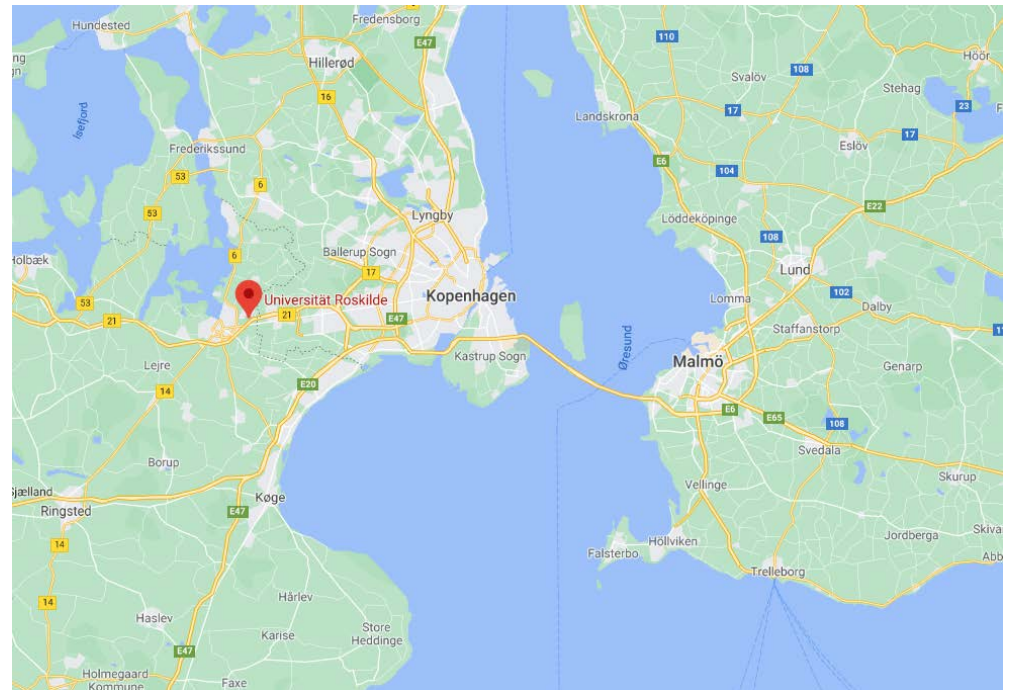 Hundested
Fredensborg
E47
Hillerød
110
Höör
108
Svalöv
Stehag
16
Isefjord
17
23
Landskrona
17
Frederikssund
Eslöv
E6
53
104
6
53
E22
Lyngby
Löddeköpinge
108
6
Ballerup Sogn
Holbæk
17
Lund
Universität Roskilde
Kopenhagen
Lomma
102
53
Dalby
21
21
E47
Staffanstorp
Øresund
Kastrup Sogn
Malmö
Lejre
Genarp
E20
14
E6
E65
108
Svedala
Borup
Skurup
Sjælland
Vellinge
Køge
Ringsted
E47
Jordberga
Höllviken
Falsterbo
14
Trelleborg
14
Hårlev
Haslev
Store
Heddinge
Karise
E47
Holmegaard
Kommune
Faxe